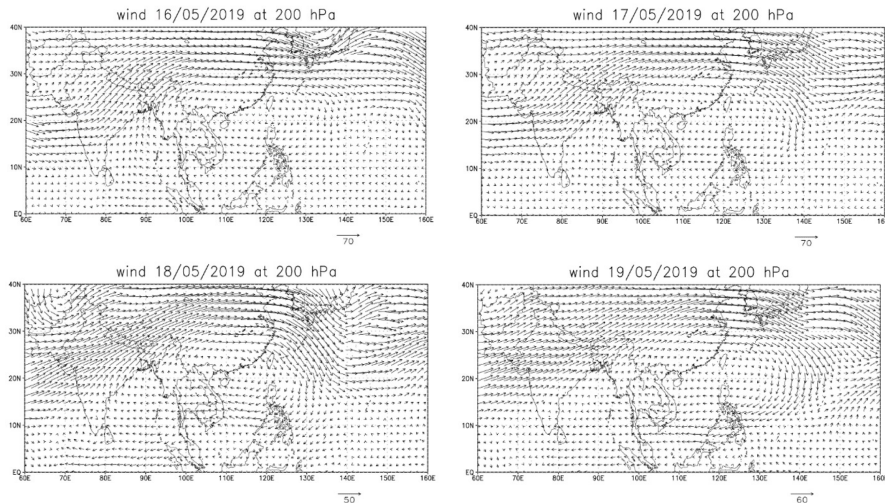 wind 16/05/2019 at 200 hPa
40N
30N
20N
10N
EQ
60E 70E 80E 90E 100E 110E 120E 130E 140E 150E 160E
70
wind 17/05/2019 at 200 hPa
40N
30N
20N
10N
EQ
60E 70E 80E 90E 100E 110E 120E 130E 140E 150E 160E
70
wind 18/05/2019 at 200 hPa
40N
30N
20N
10N
EQ
60E 70E 80E 90E 100E 110E 120E 130E 140E 150E 160E
50
wind 19/05/2019 at 200 hPa
40N
30N
20N
10N
EQ
60E 70E 80E 90E 100E 110E 120E 130E 140E 150E 160E
60